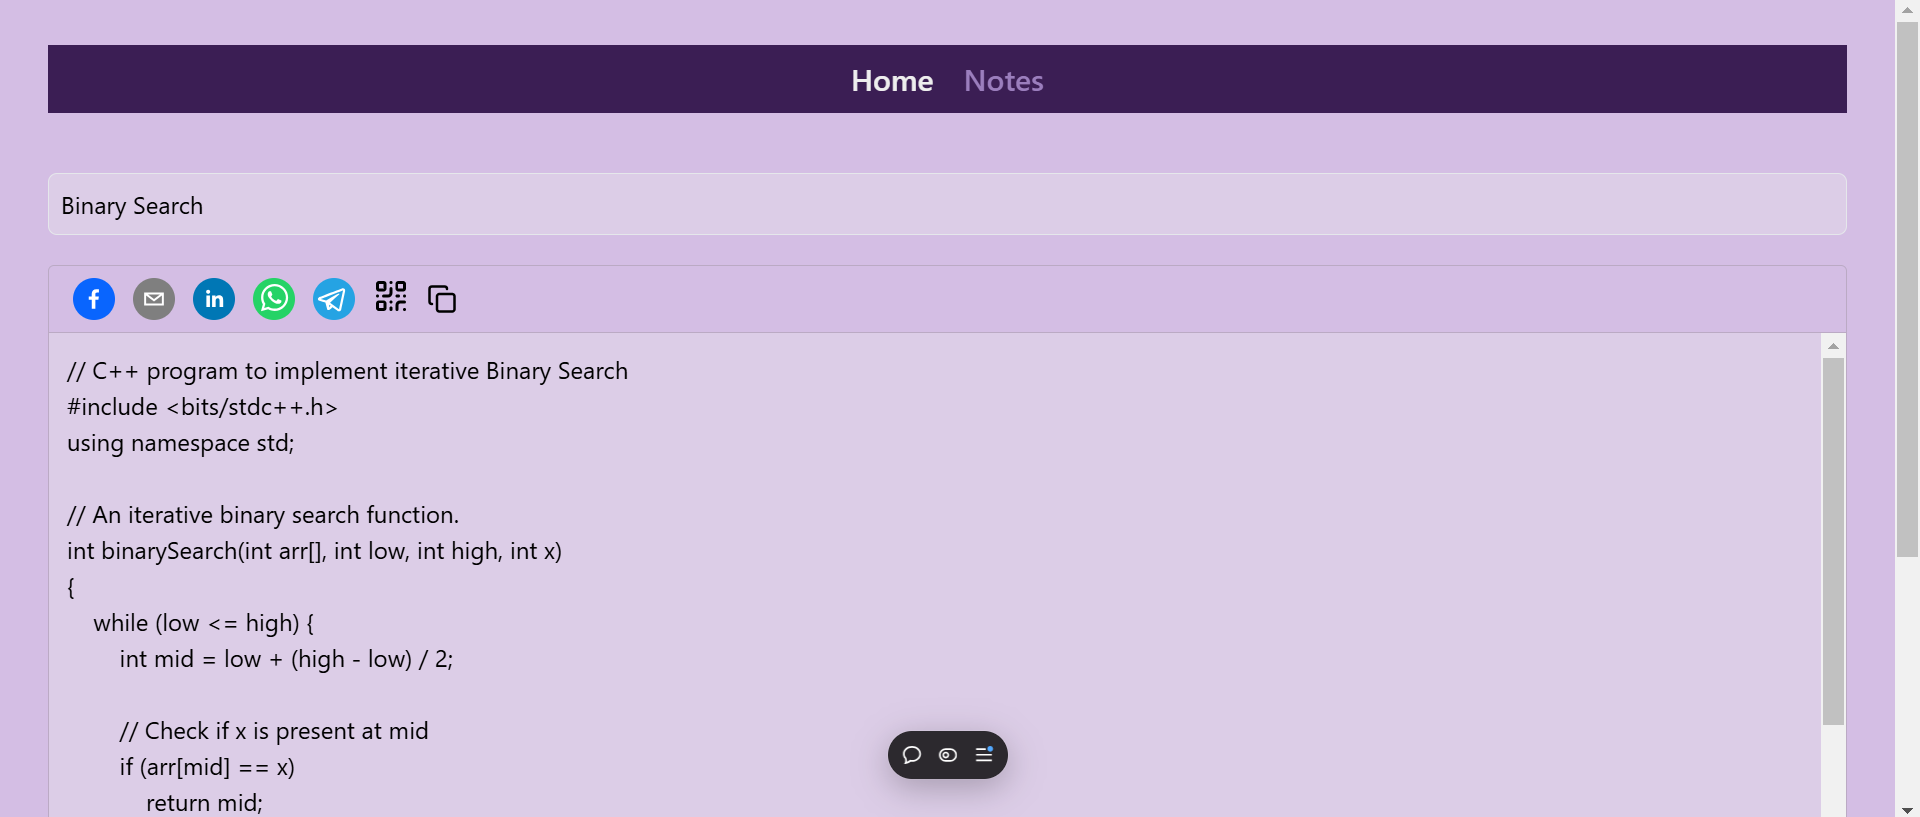 Home Notes
Binary Search
// C++ program to implement iterative Binary Search
#include <bits/stdc++.h>
using namespace std;
// An iterative binary search function.
int binarySearch(int arr[], int low, int high, int x)
{
while (low <= high) {
int mid = low + (high - low) / 2;
// Check if x is present at mid
if (arr[mid] == x)
return mid;